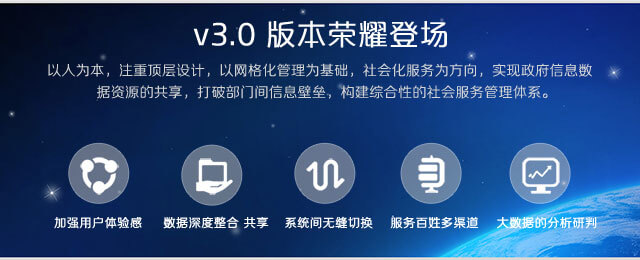 v3.0 版本荣耀登场
以人为本，注重顶层设计，以网格化管理为基础，社会化服务为方向，实现政府信息数
据资源的共享，打破部门间信息壁垒，构建综合性的社会服务管理体系。
加强用户体验感
数据深度整合 共享
系统间无缝切换
服务百姓多渠道
大数据的分析研判